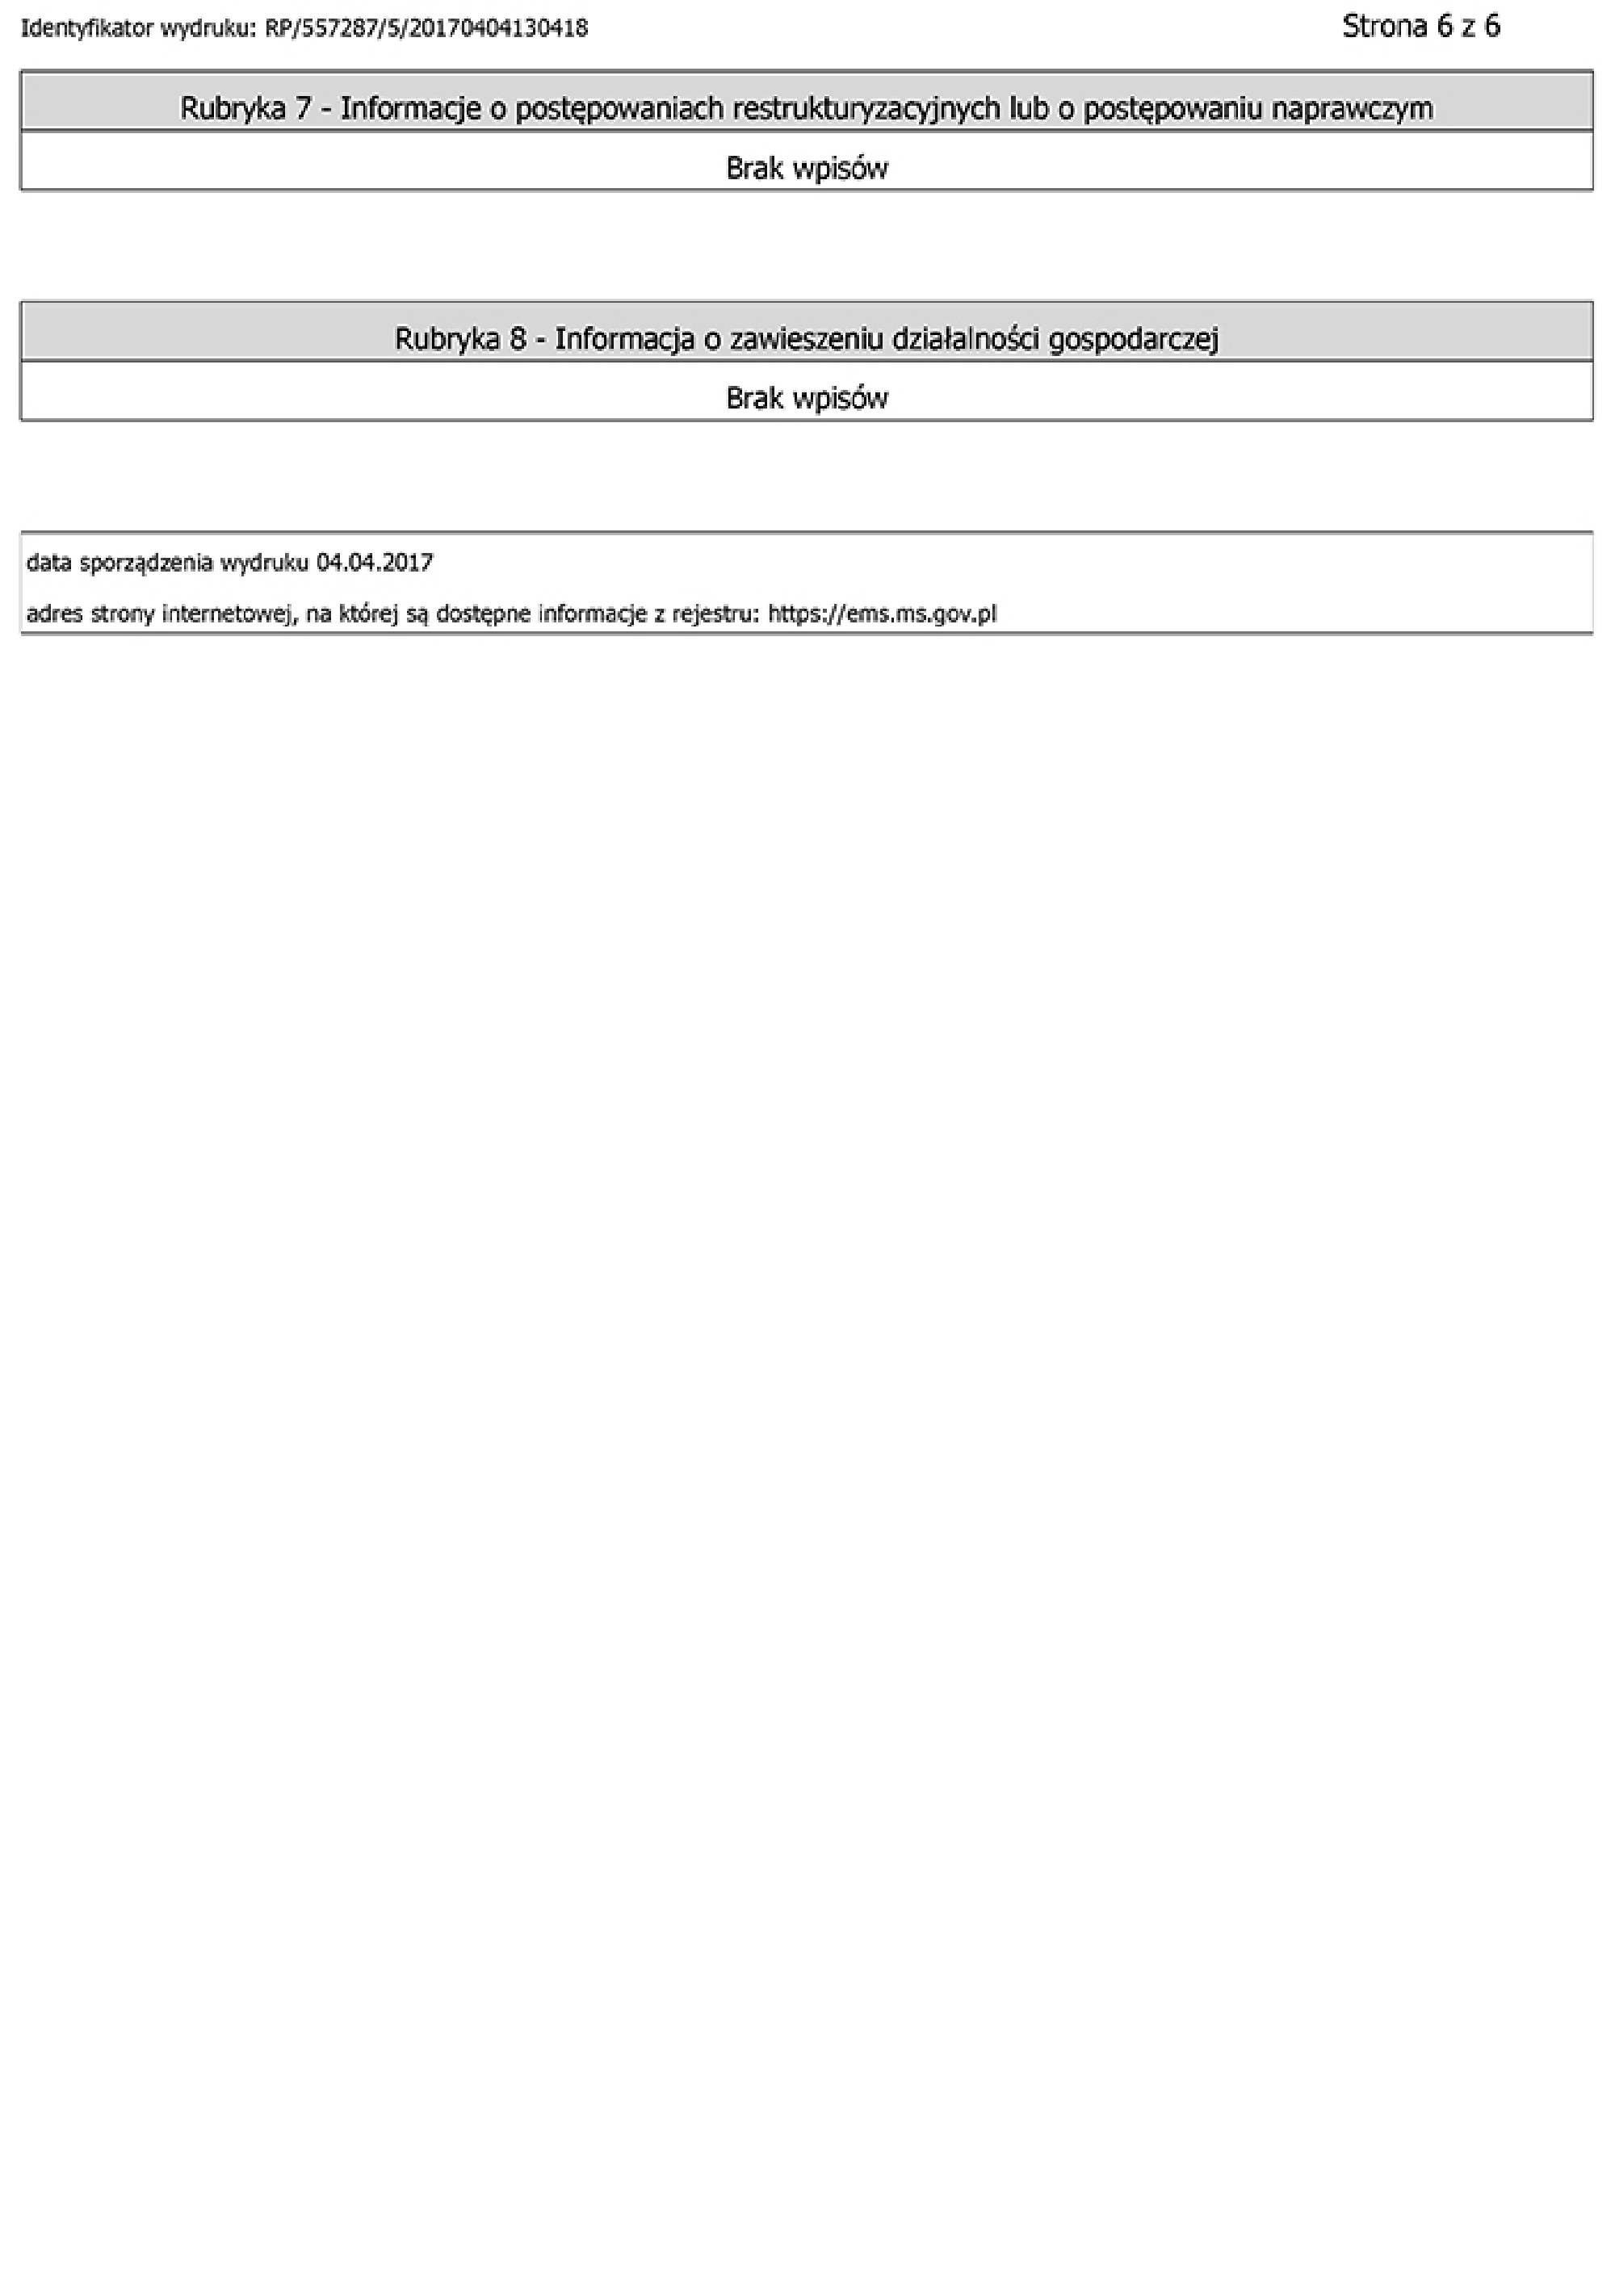 Identyfikator wydruku: RP/557287/5/20170404130418
Strona 6 z 6
Rubryka 7 - Informacje o postępowaniach restrukturyzacyjnych lub o postępowaniu naprawczym
Brak wpisów
Rubryka 8 - Informacja o zawieszeniu działalności gospodarczej
Brak wpisów
data sporządzenia wydruku 04.04.2017
adres strony internetowej, na której są dostępne informacje z rejestru: https://ems.ms.gov.pl